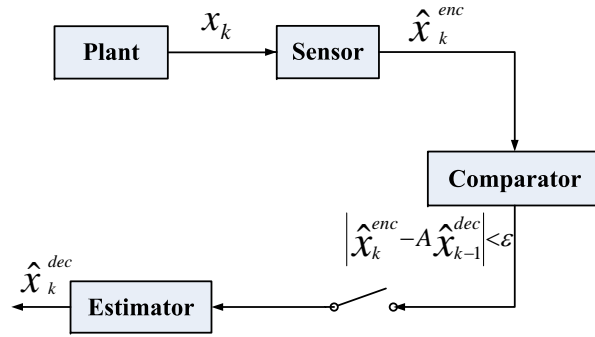 Plant
x_k
Sensor
x̂_k^{enc}
Comparator
|x̂_k^{enc} − A x̂_{k−1}^{dec}| < ε
x̂_k^{dec}
Estimator